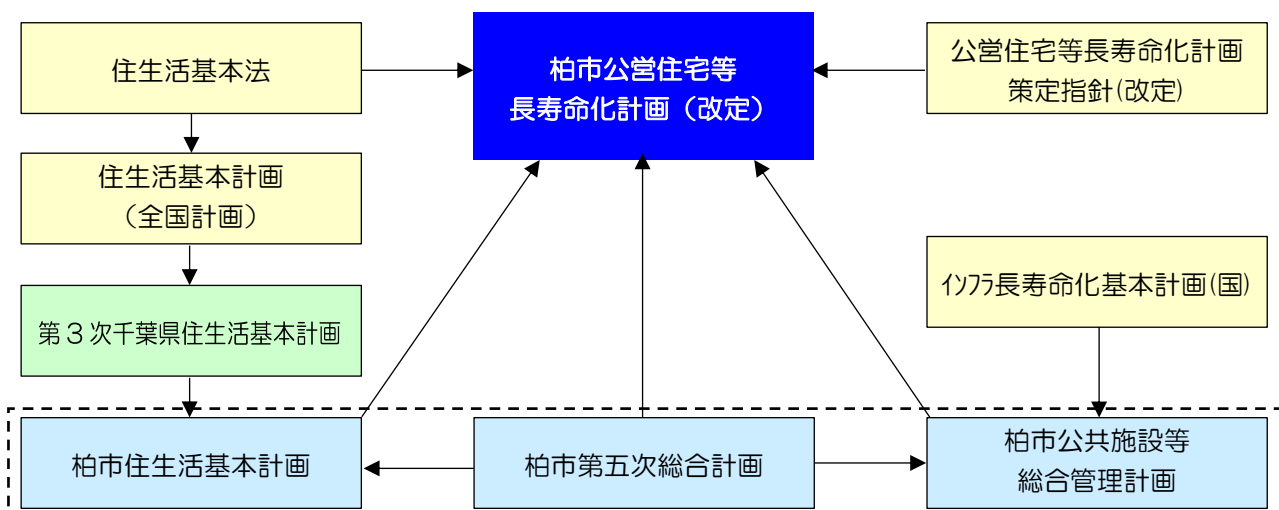 住生活基本法
柏市公営住宅等
長寿命化計画（改定）
公営住宅等長寿命化計画
策定指針(改定)
住生活基本計画
（全国計画）
ｲﾝﾌﾗ長寿命化基本計画(国)
第３次千葉県住生活基本計画
柏市住生活基本計画
柏市第五次総合計画
柏市公共施設等
総合管理計画